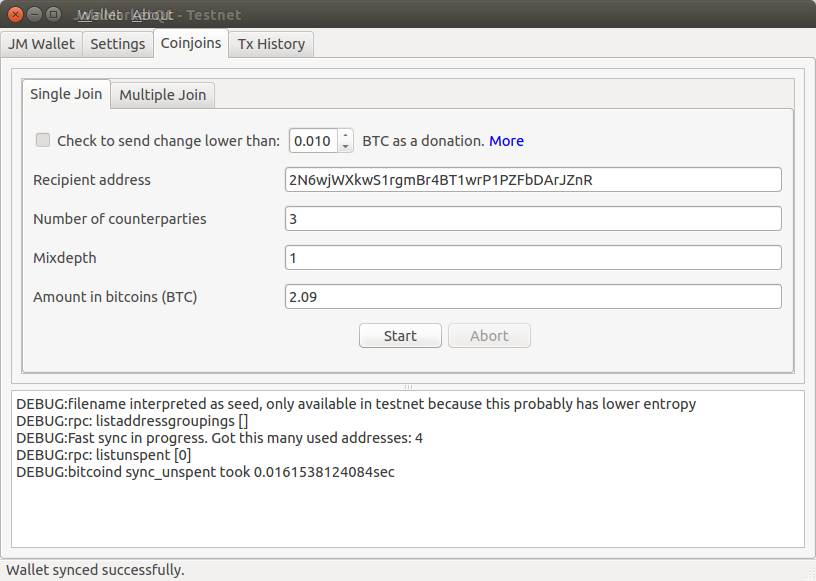 Wallet About - Testnet
JM Wallet Settings Coinjoins Tx History
Single Join Multiple Join
Check to send change lower than: 0.010 BTC as a donation. More
Recipient address 2N6wjWXkwS1rgmBr4BT1wrP1PZFbDArJZnR
Number of counterparties 3
Mixdepth 1
Amount in bitcoins (BTC) 2.09
Start Abort
DEBUG:filename interpreted as seed, only available in testnet because this probably has lower entropy
DEBUG:rpc: listaddressgroupings []
DEBUG:Fast sync in progress. Got this many used addresses: 4
DEBUG:rpc: listunspent [0]
DEBUG:bitcoind sync_unspent took 0.0161538124084sec
Wallet synced successfully.